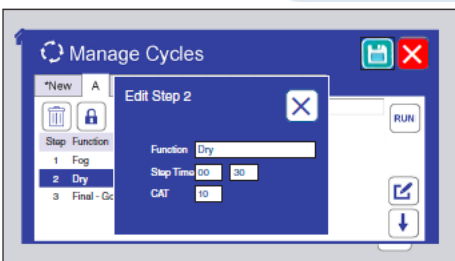 Manage Cycles
*New A
Edit Step 2
RUN
Step Function
Function Dry
1 Fog
Step Time 00 30
2 Dry
CAT 10
3 Final - Go